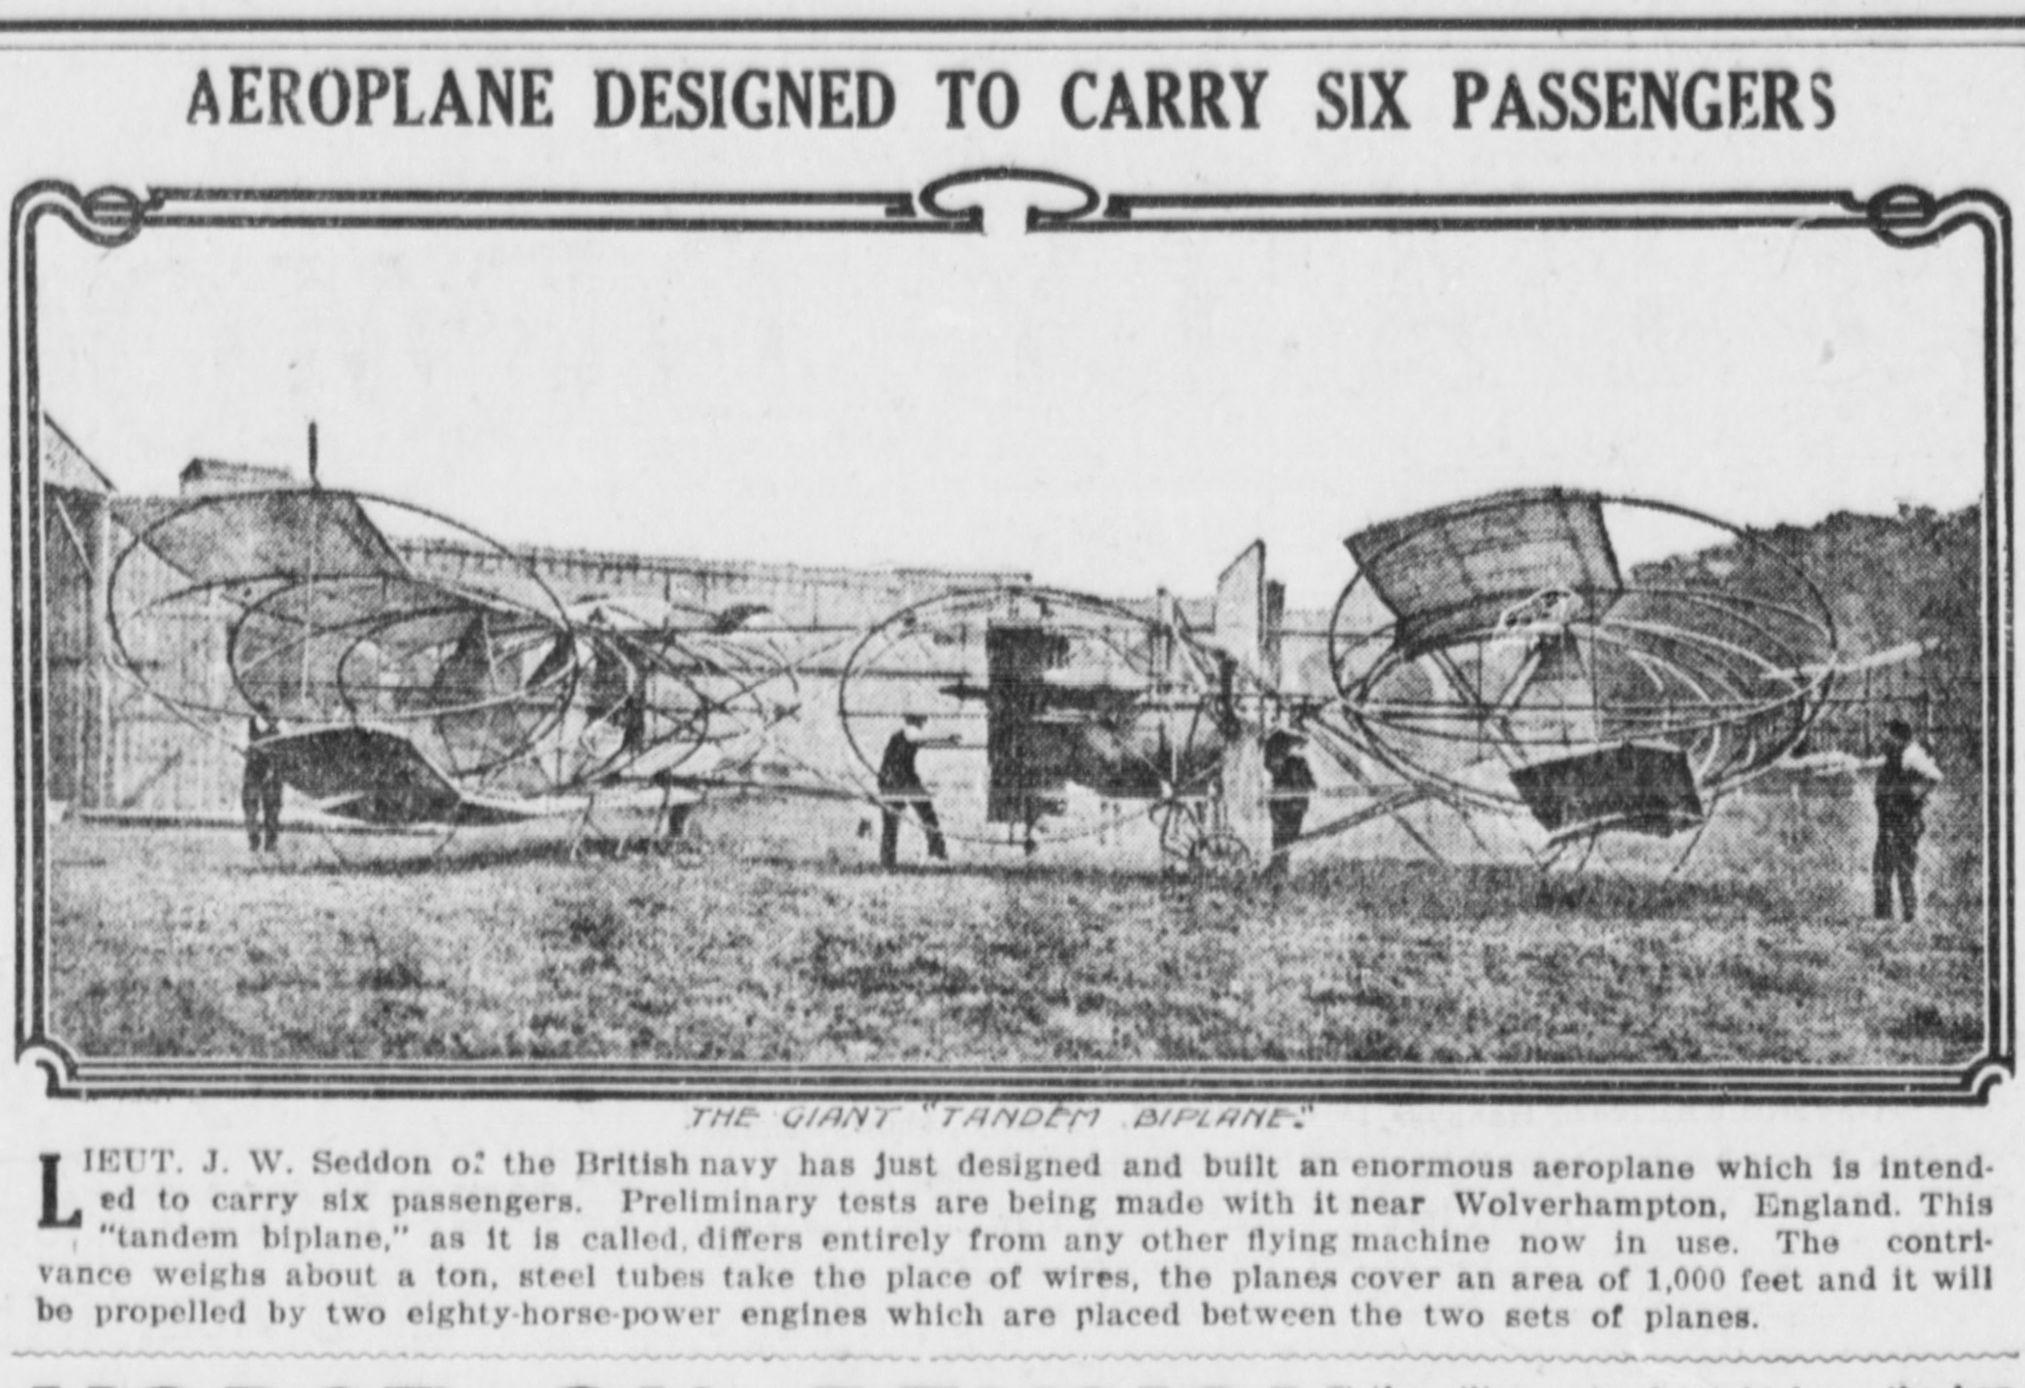 AEROPLANE DESIGNED TO CARRY SIX PASSENGERS
THE GIANT "TANDEM BIPLANE."
LIEUT. J. W. Seddon of the British navy has just designed and built an enormous aeroplane which is intend-
ed to carry six passengers. Preliminary tests are being made with it near Wolverhampton, England. This
"tandem biplane," as it is called, differs entirely from any other flying machine now in use. The contri-
vance weighs about a ton, steel tubes take the place of wires, the planes cover an area of 1,000 feet and it will
be propelled by two eighty-horse-power engines which are placed between the two sets of planes.